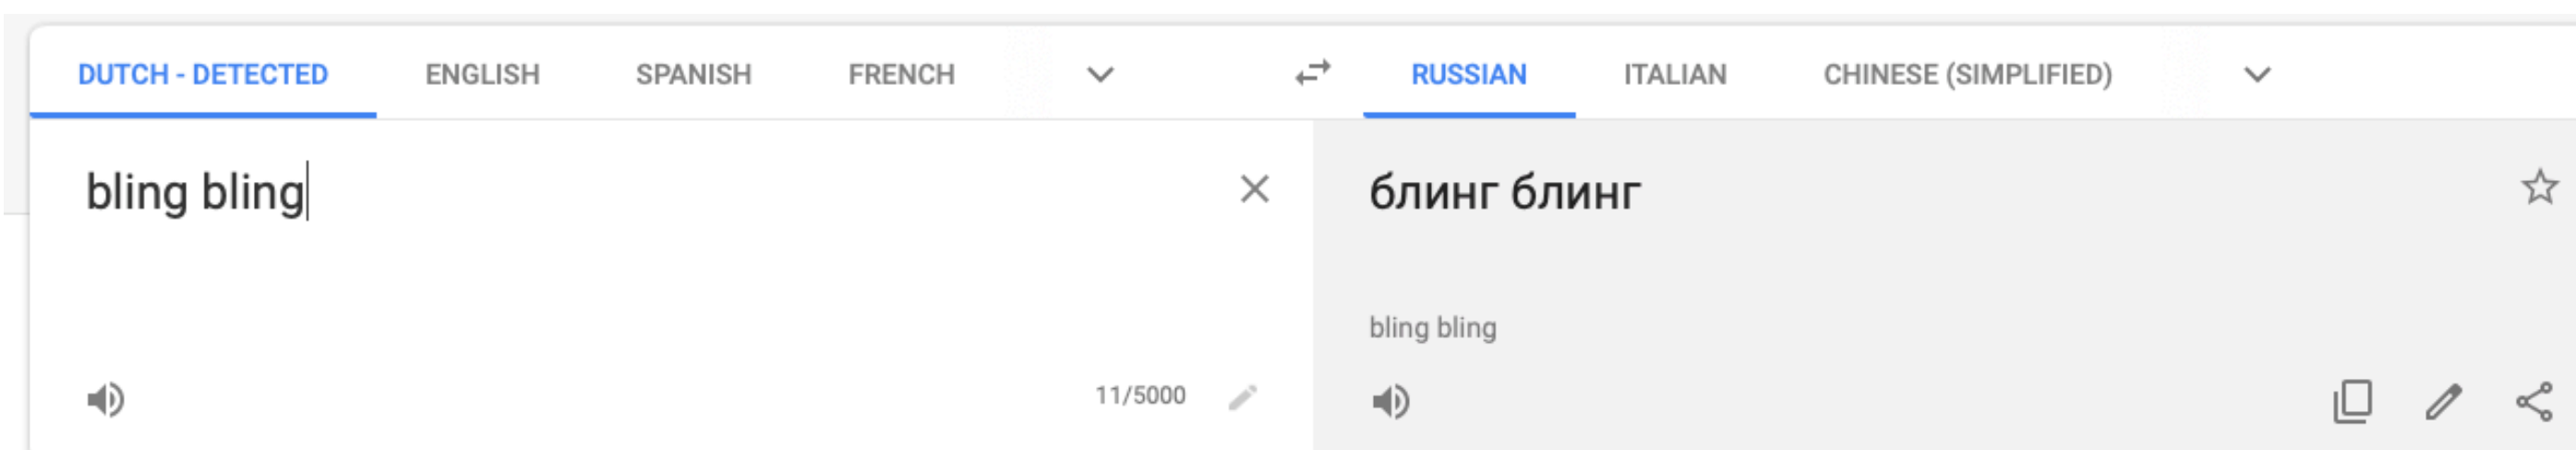 DUTCH - DETECTED ENGLISH SPANISH FRENCH RUSSIAN ITALIAN CHINESE (SIMPLIFIED)
bling bling
блинг блинг
bling bling
11/5000